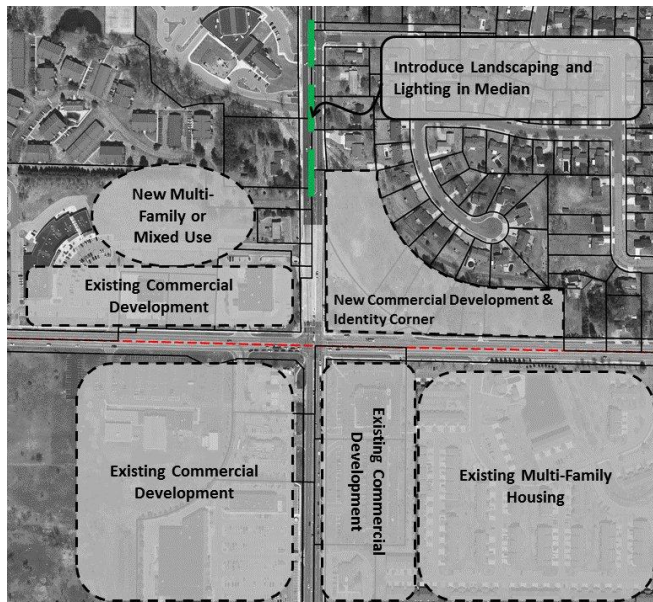 Introduce Landscaping and
Lighting in Median
New Multi-
Family or
Mixed Use
Existing Commercial
Development
New Commercial Development &
Identity Corner
Existing Commercial
Development
Existing Commercial
Development
Existing Multi-Family
Housing